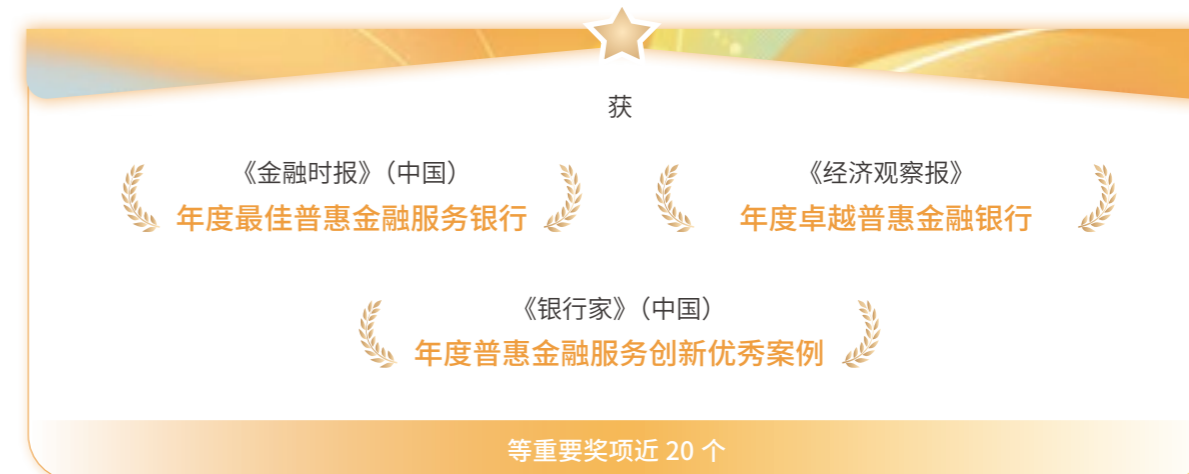 获
《金融时报》（中国）
年度最佳普惠金融服务银行
《经济观察报》
年度卓越普惠金融银行
《银行家》（中国）
年度普惠金融服务创新优秀案例
等重要奖项近 20 个